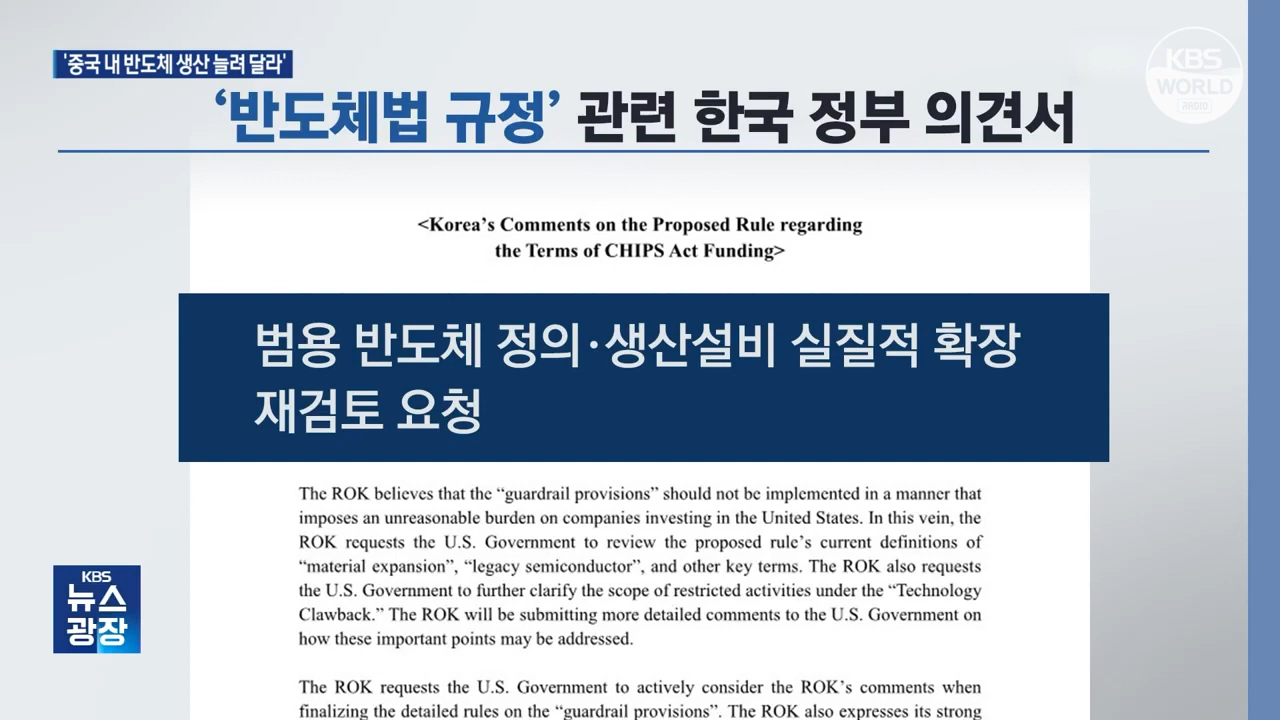 '중국 내 반도체 생산 늘려 달라'
KBS
WORLD
RADIO
‘반도체법 규정’ 관련 한국 정부 의견서
<Korea’s Comments on the Proposed Rule regarding
the Terms of CHIPS Act Funding>
범용 반도체 정의·생산설비 실질적 확장
재검토 요청
The ROK believes that the “guardrail provisions” should not be implemented in a manner that
imposes an unreasonable burden on companies investing in the United States. In this vein, the
ROK requests the U.S. Government to review the proposed rule’s current definitions of
“material expansion”, “legacy semiconductor”, and other key terms. The ROK also requests
the U.S. Government to further clarify the scope of restricted activities under the “Technology
Clawback.” The ROK will be submitting more detailed comments to the U.S. Government on
how these important points may be addressed.
KBS
뉴스
광장
The ROK requests the U.S. Government to actively consider the ROK’s comments when
finalizing the detailed rules on the “guardrail provisions”. The ROK also expresses its strong